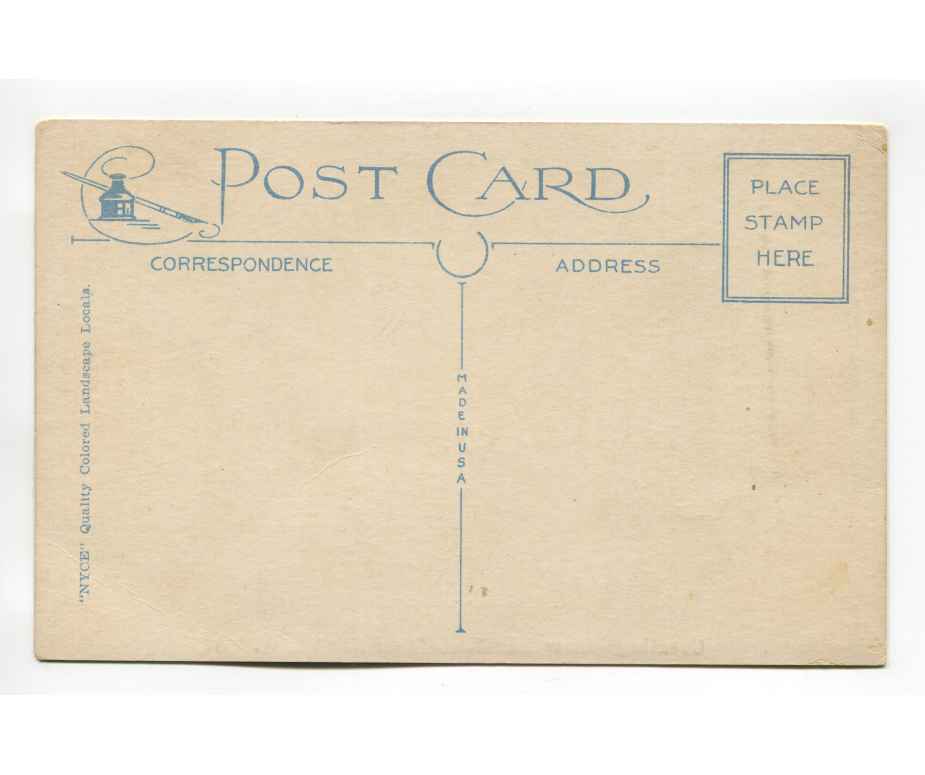 POST CARD
PLACE
STAMP
HERE
CORRESPONDENCE
ADDRESS
MADE IN USA
"NYCE" Quality Colored Landscape Locals.